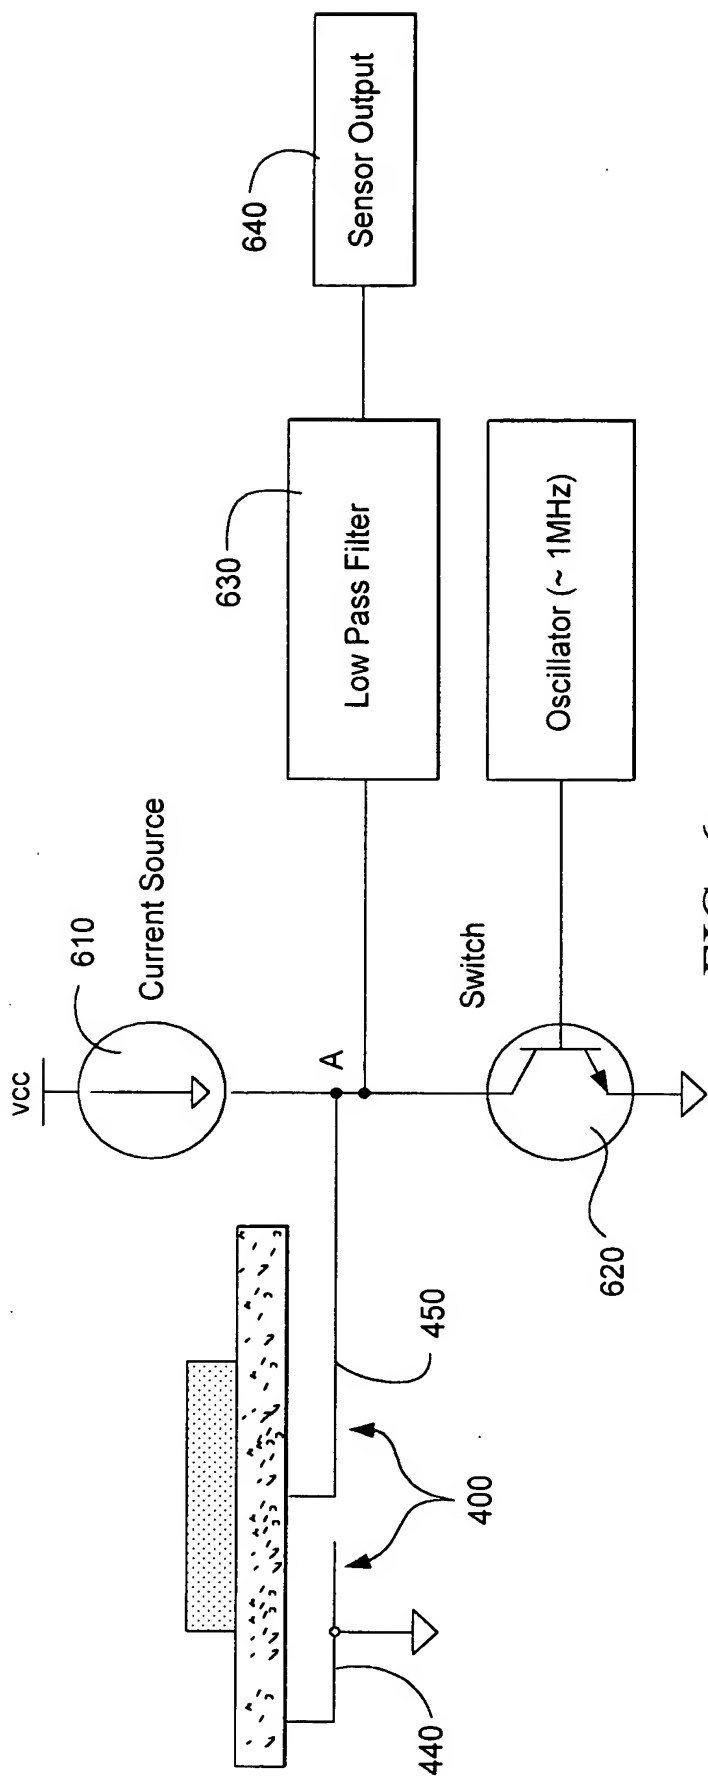 VCC
610
Current Source
630
640
A
Low Pass Filter
Sensor Output
440
450
400
Switch
Oscillator (~ 1MHz)
620